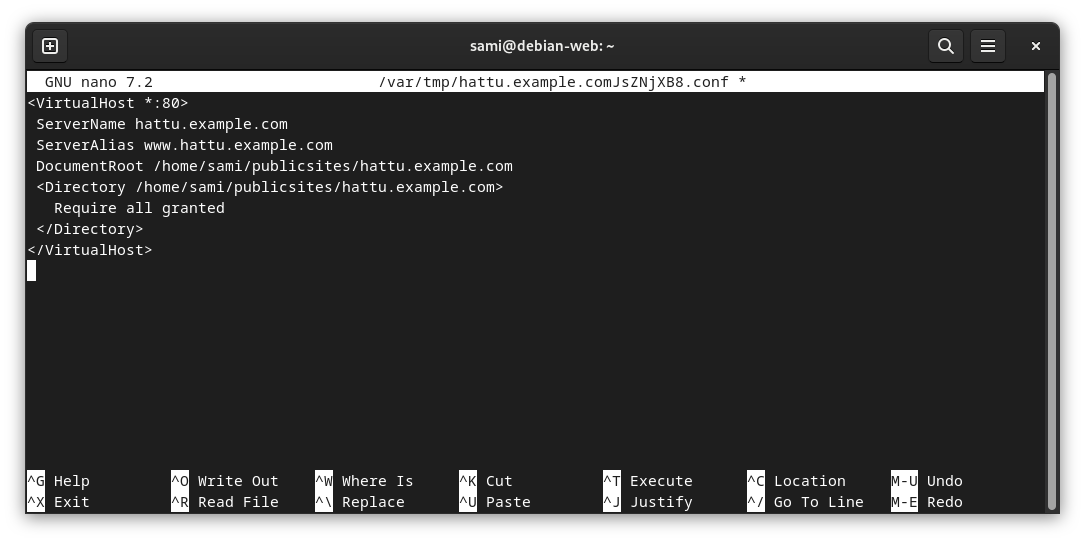 sami@debian-web: ~
GNU nano 7.2 /var/tmp/hattu.example.comJsZNjXB8.conf *
<VirtualHost *:80>
 ServerName hattu.example.com
 ServerAlias www.hattu.example.com
 DocumentRoot /home/sami/publicsites/hattu.example.com
 <Directory /home/sami/publicsites/hattu.example.com>
   Require all granted
 </Directory>
</VirtualHost>
^G Help ^O Write Out ^W Where Is ^K Cut ^T Execute ^C Location M-U Undo
^X Exit ^R Read File ^\ Replace ^U Paste ^J Justify ^/ Go To Line M-E Redo